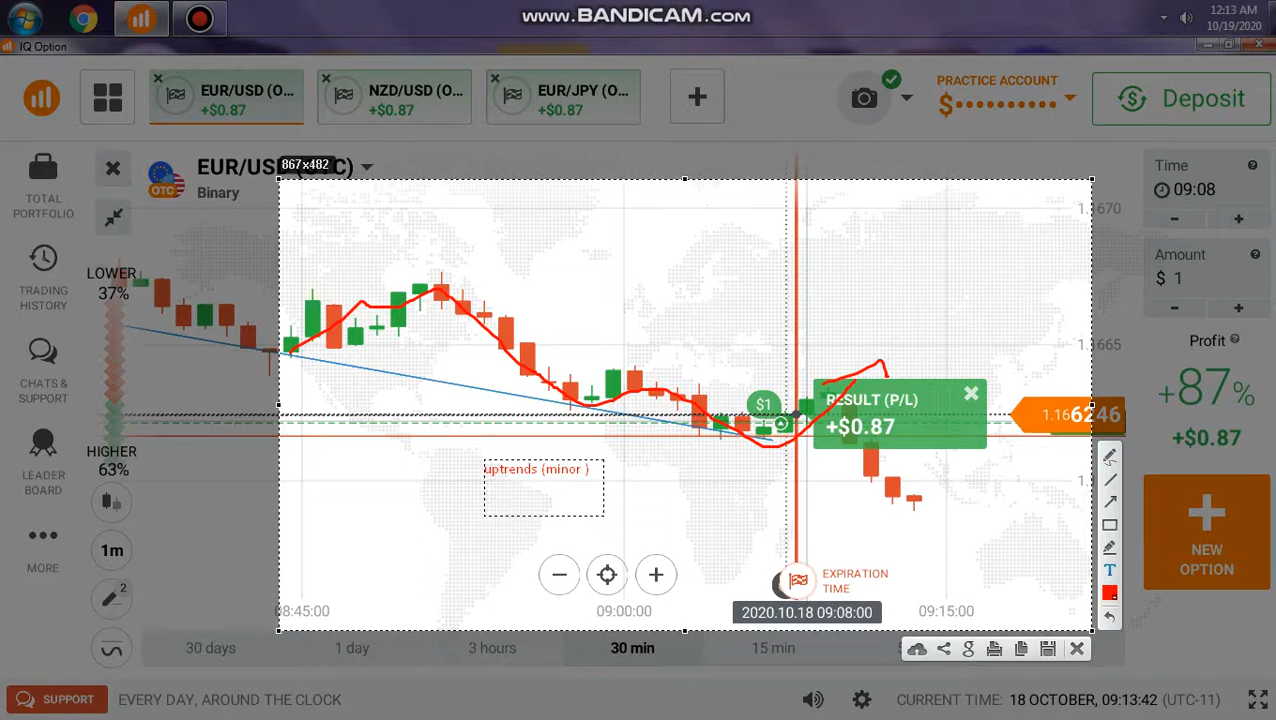 www.BANDICAM.com
12:13 AM
10/19/2020
IQ Option
EUR/USD (O...
+$0.87
NZD/USD (O...
+$0.87
EUR/JPY (O...
+$0.87
PRACTICE ACCOUNT
$
Deposit
TOTAL
PORTFOLIO
TRADING
HISTORY
CHATS &
SUPPORT
LEADER
BOARD
MORE
OTC
EUR/USD (OTC)
Binary
867x482
LOWER
37%
HIGHER
63%
1m
2
1.1670
1.1665
1.166246
$1
RESULT (P/L)
+$0.87
uptrends (minor )
EXPIRATION
TIME
08:45:00
09:00:00
2020.10.18 09:08:00
09:15:00
30 days
1 day
3 hours
30 min
15 min
Time
09:08
Amount
$ 1
Profit
+87%
+$0.87
NEW
OPTION
T
SUPPORT
EVERY DAY, AROUND THE CLOCK
CURRENT TIME: 18 OCTOBER, 09:13:42 (UTC-11)